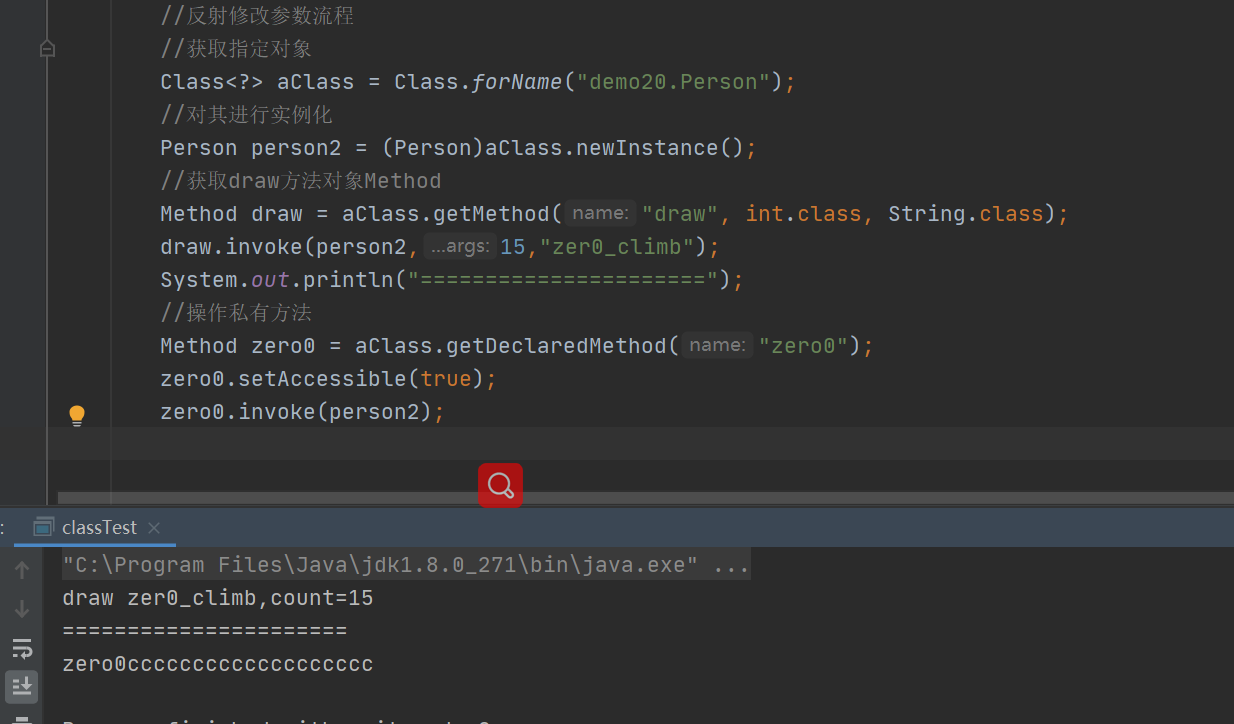 //反射修改参数流程
//获取指定对象
Class<?> aClass = Class.forName("demo20.Person");
//对其进行实例化
Person person2 = (Person)aClass.newInstance();
//获取draw方法对象Method
Method draw = aClass.getMethod( name: "draw", int.class, String.class);
draw.invoke(person2, ...args: 15,"zer0_climb");
System.out.println("======================");
//操作私有方法
Method zero0 = aClass.getDeclaredMethod( name: "zero0");
zero0.setAccessible(true);
zero0.invoke(person2);
: classTest ×
"C:\Program Files\Java\jdk1.8.0_271\bin\java.exe" ...
draw zer0_climb,count=15
======================
zero0ccccccccccccccccccc